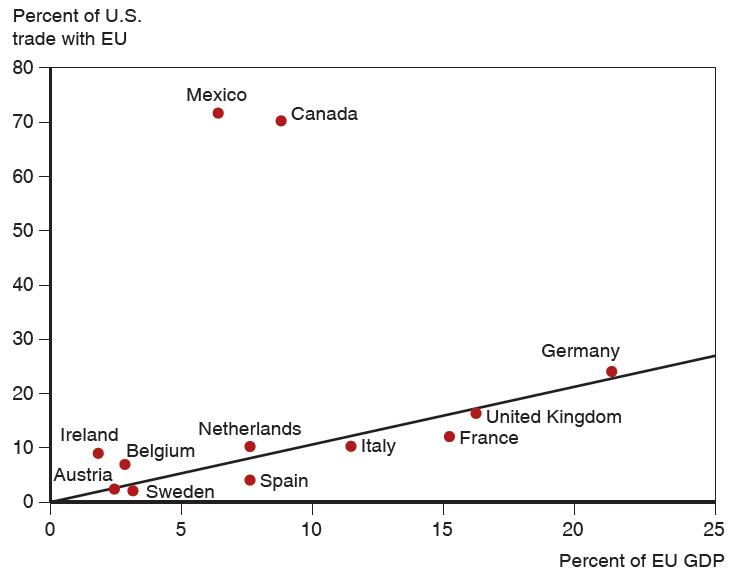 Percent of U.S.
trade with EU
80
Mexico
Canada
70
60
50
40
30
Germany
20
United Kingdom
Ireland
Netherlands
France
10
Belgium
Italy
Austria
Spain
Sweden
0
0 5 10 15 20 25
Percent of EU GDP